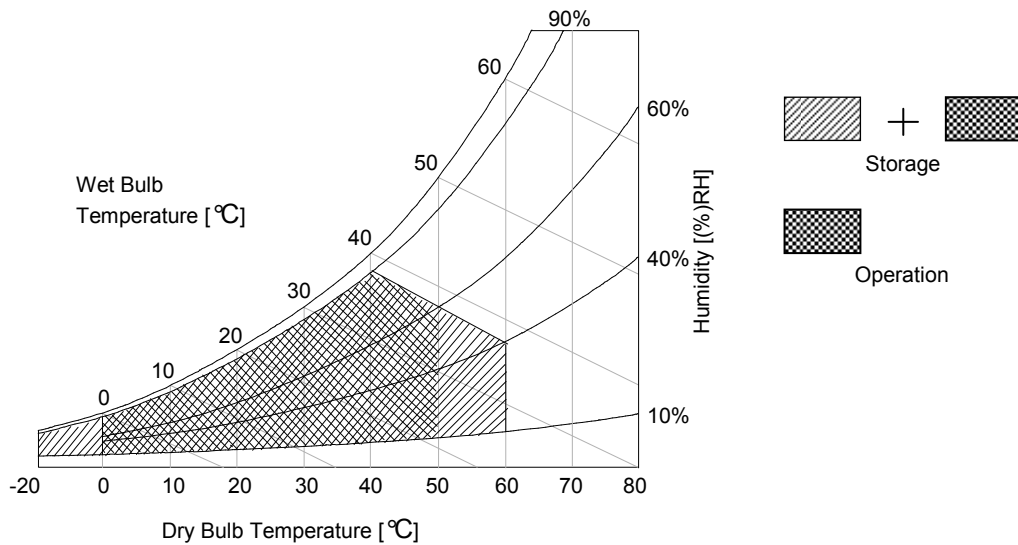 90%
60
60%
50
Wet Bulb
Temperature [℃]
40
40%
30
20
10
0
10%
Humidity [(%)RH]
-20 0 10 20 30 40 50 60 70 80
Dry Bulb Temperature [℃]
+
Storage
Operation